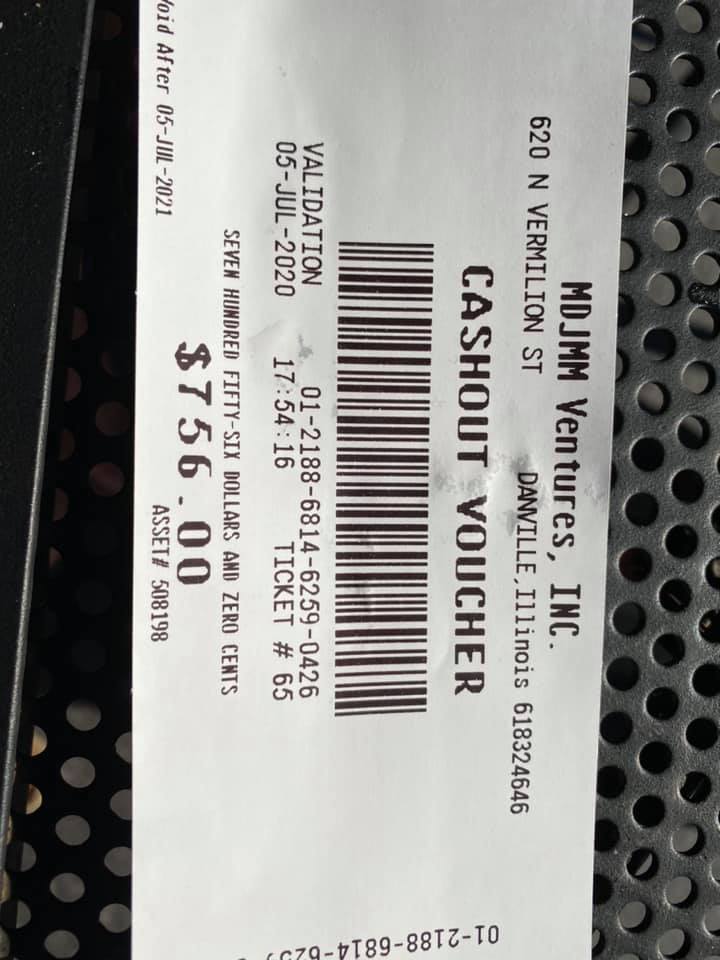 MDJMM Ventures, INC.
620 N VERMILION ST DANVILLE,Illinois 618324646
CASHOUT VOUCHER
VALIDATION 01-2188-6814-6259-0426
05-JUL-2020 17:54:16 TICKET # 65
SEVEN HUNDRED FIFTY-SIX DOLLARS AND ZERO CENTS
$756.00
After 05-JUL-2021 ASSET# 508198
01-2188-6814-625